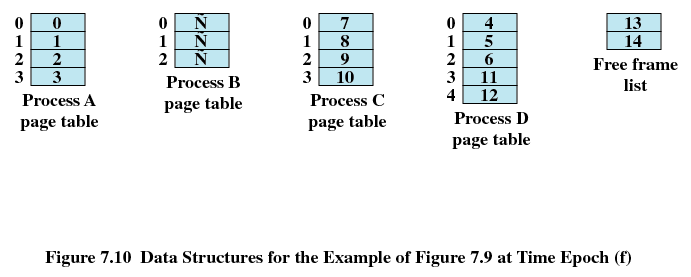 0 0
1 1
2 2
3 3
Process A
page table
0 Ñ
1 Ñ
2 Ñ
Process B
page table
0 7
1 8
2 9
3 10
Process C
page table
0 4
1 5
2 6
3 11
4 12
Process D
page table
13
14
Free frame
list
Figure 7.10 Data Structures for the Example of Figure 7.9 at Time Epoch (f)